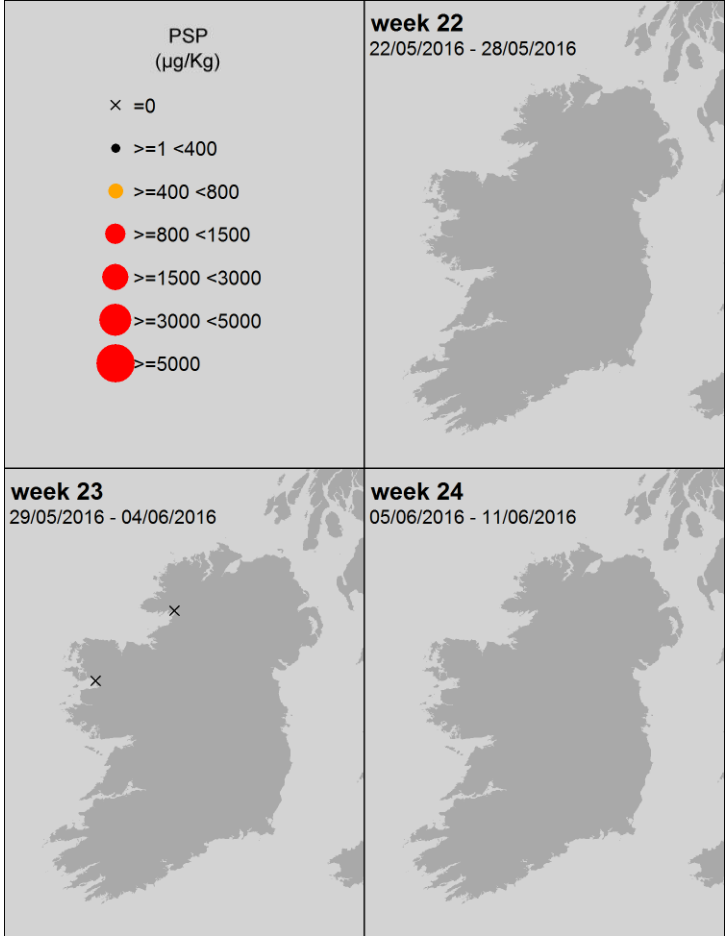 PSP
(µg/Kg)
=0
>=1 <400
>=400 <800
>=800 <1500
>=1500 <3000
>=3000 <5000
>=5000
week 22
22/05/2016 - 28/05/2016
week 23
29/05/2016 - 04/06/2016
week 24
05/06/2016 - 11/06/2016